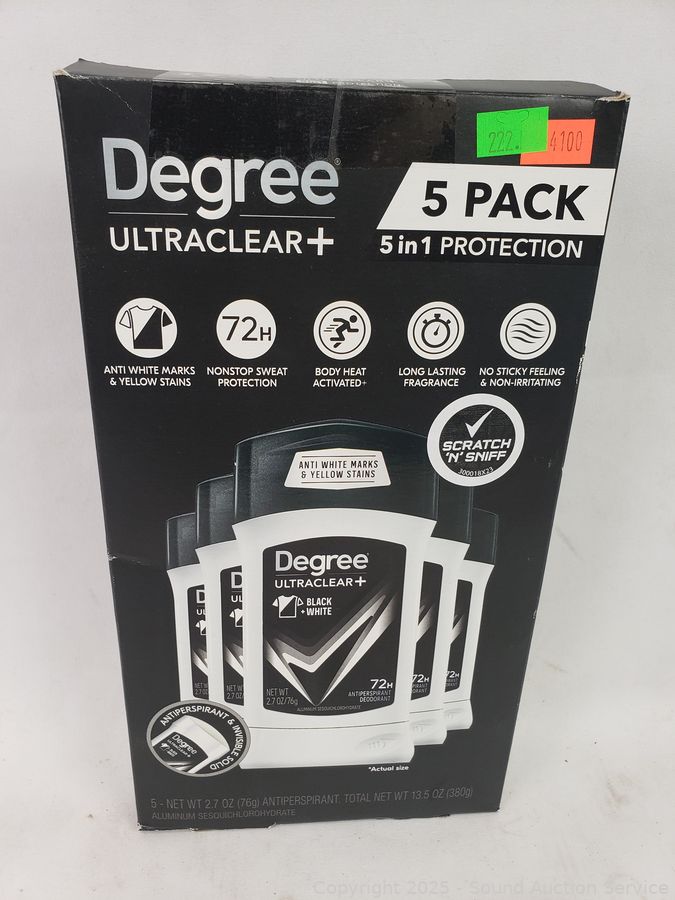 222.
4100
Degree®
ULTRACLEAR+
5 PACK
5 in 1 PROTECTION
72H
ANTI WHITE MARKS
& YELLOW STAINS
NONSTOP SWEAT
PROTECTION
BODY HEAT
ACTIVATED+
LONG LASTING
FRAGRANCE
NO STICKY FEELING
& NON-IRRITATING
SCRATCH
'N' SNIFF
300018X23
ANTI WHITE MARKS
& YELLOW STAINS
Degree
ULTRACLEAR+
BLACK
+ WHITE
72H
ANTIPERSPIRANT
DEODORANT
NET WT
2.7 OZ/76g
ALUMINUM SESQUICHLOROHYDRATE
ANTIPERSPIRANT & INVISIBLE SOLID
Degree
*Actual size
5 - NET WT 2.7 OZ (76g) ANTIPERSPIRANT. TOTAL NET WT 13.5 OZ (380g)
ALUMINUM SESQUICHLOROHYDRATE
Copyright 2025 - Sound Auction Service